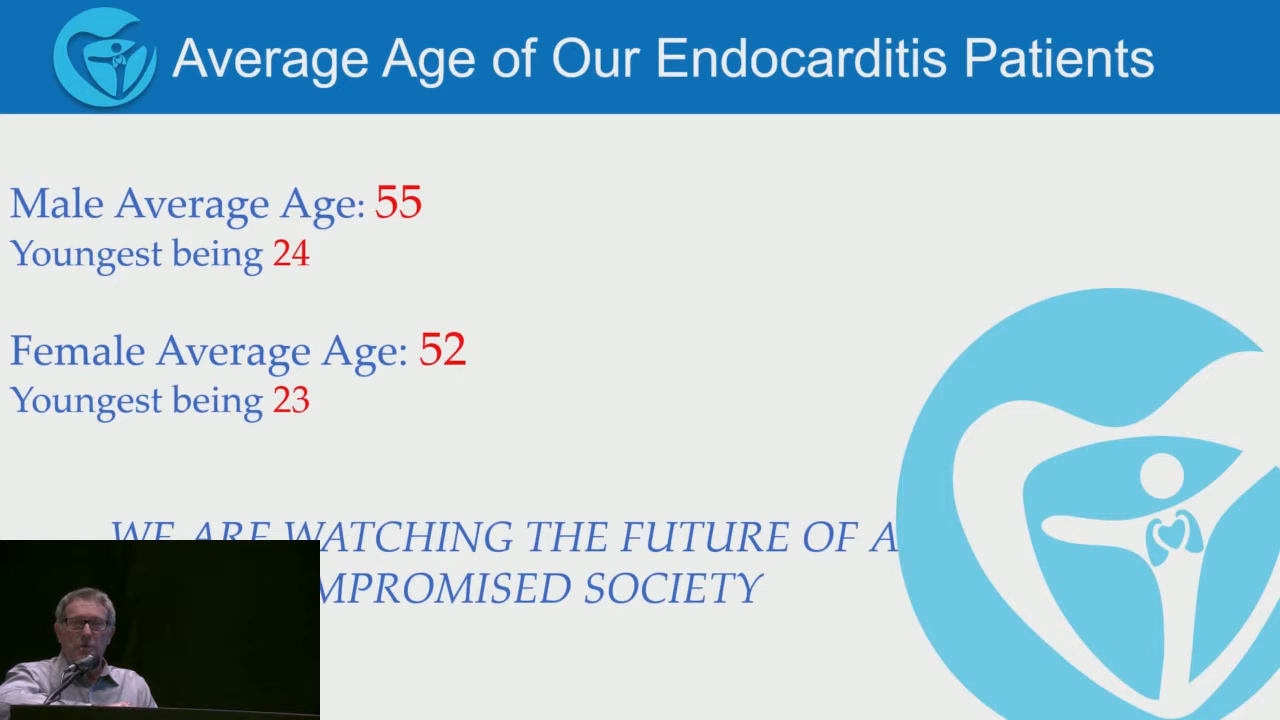 Average Age of Our Endocarditis Patients
Male Average Age: 55
Youngest being 24
Female Average Age: 52
Youngest being 23
WE ARE WATCHING THE FUTURE OF A
MPROMISED SOCIETY